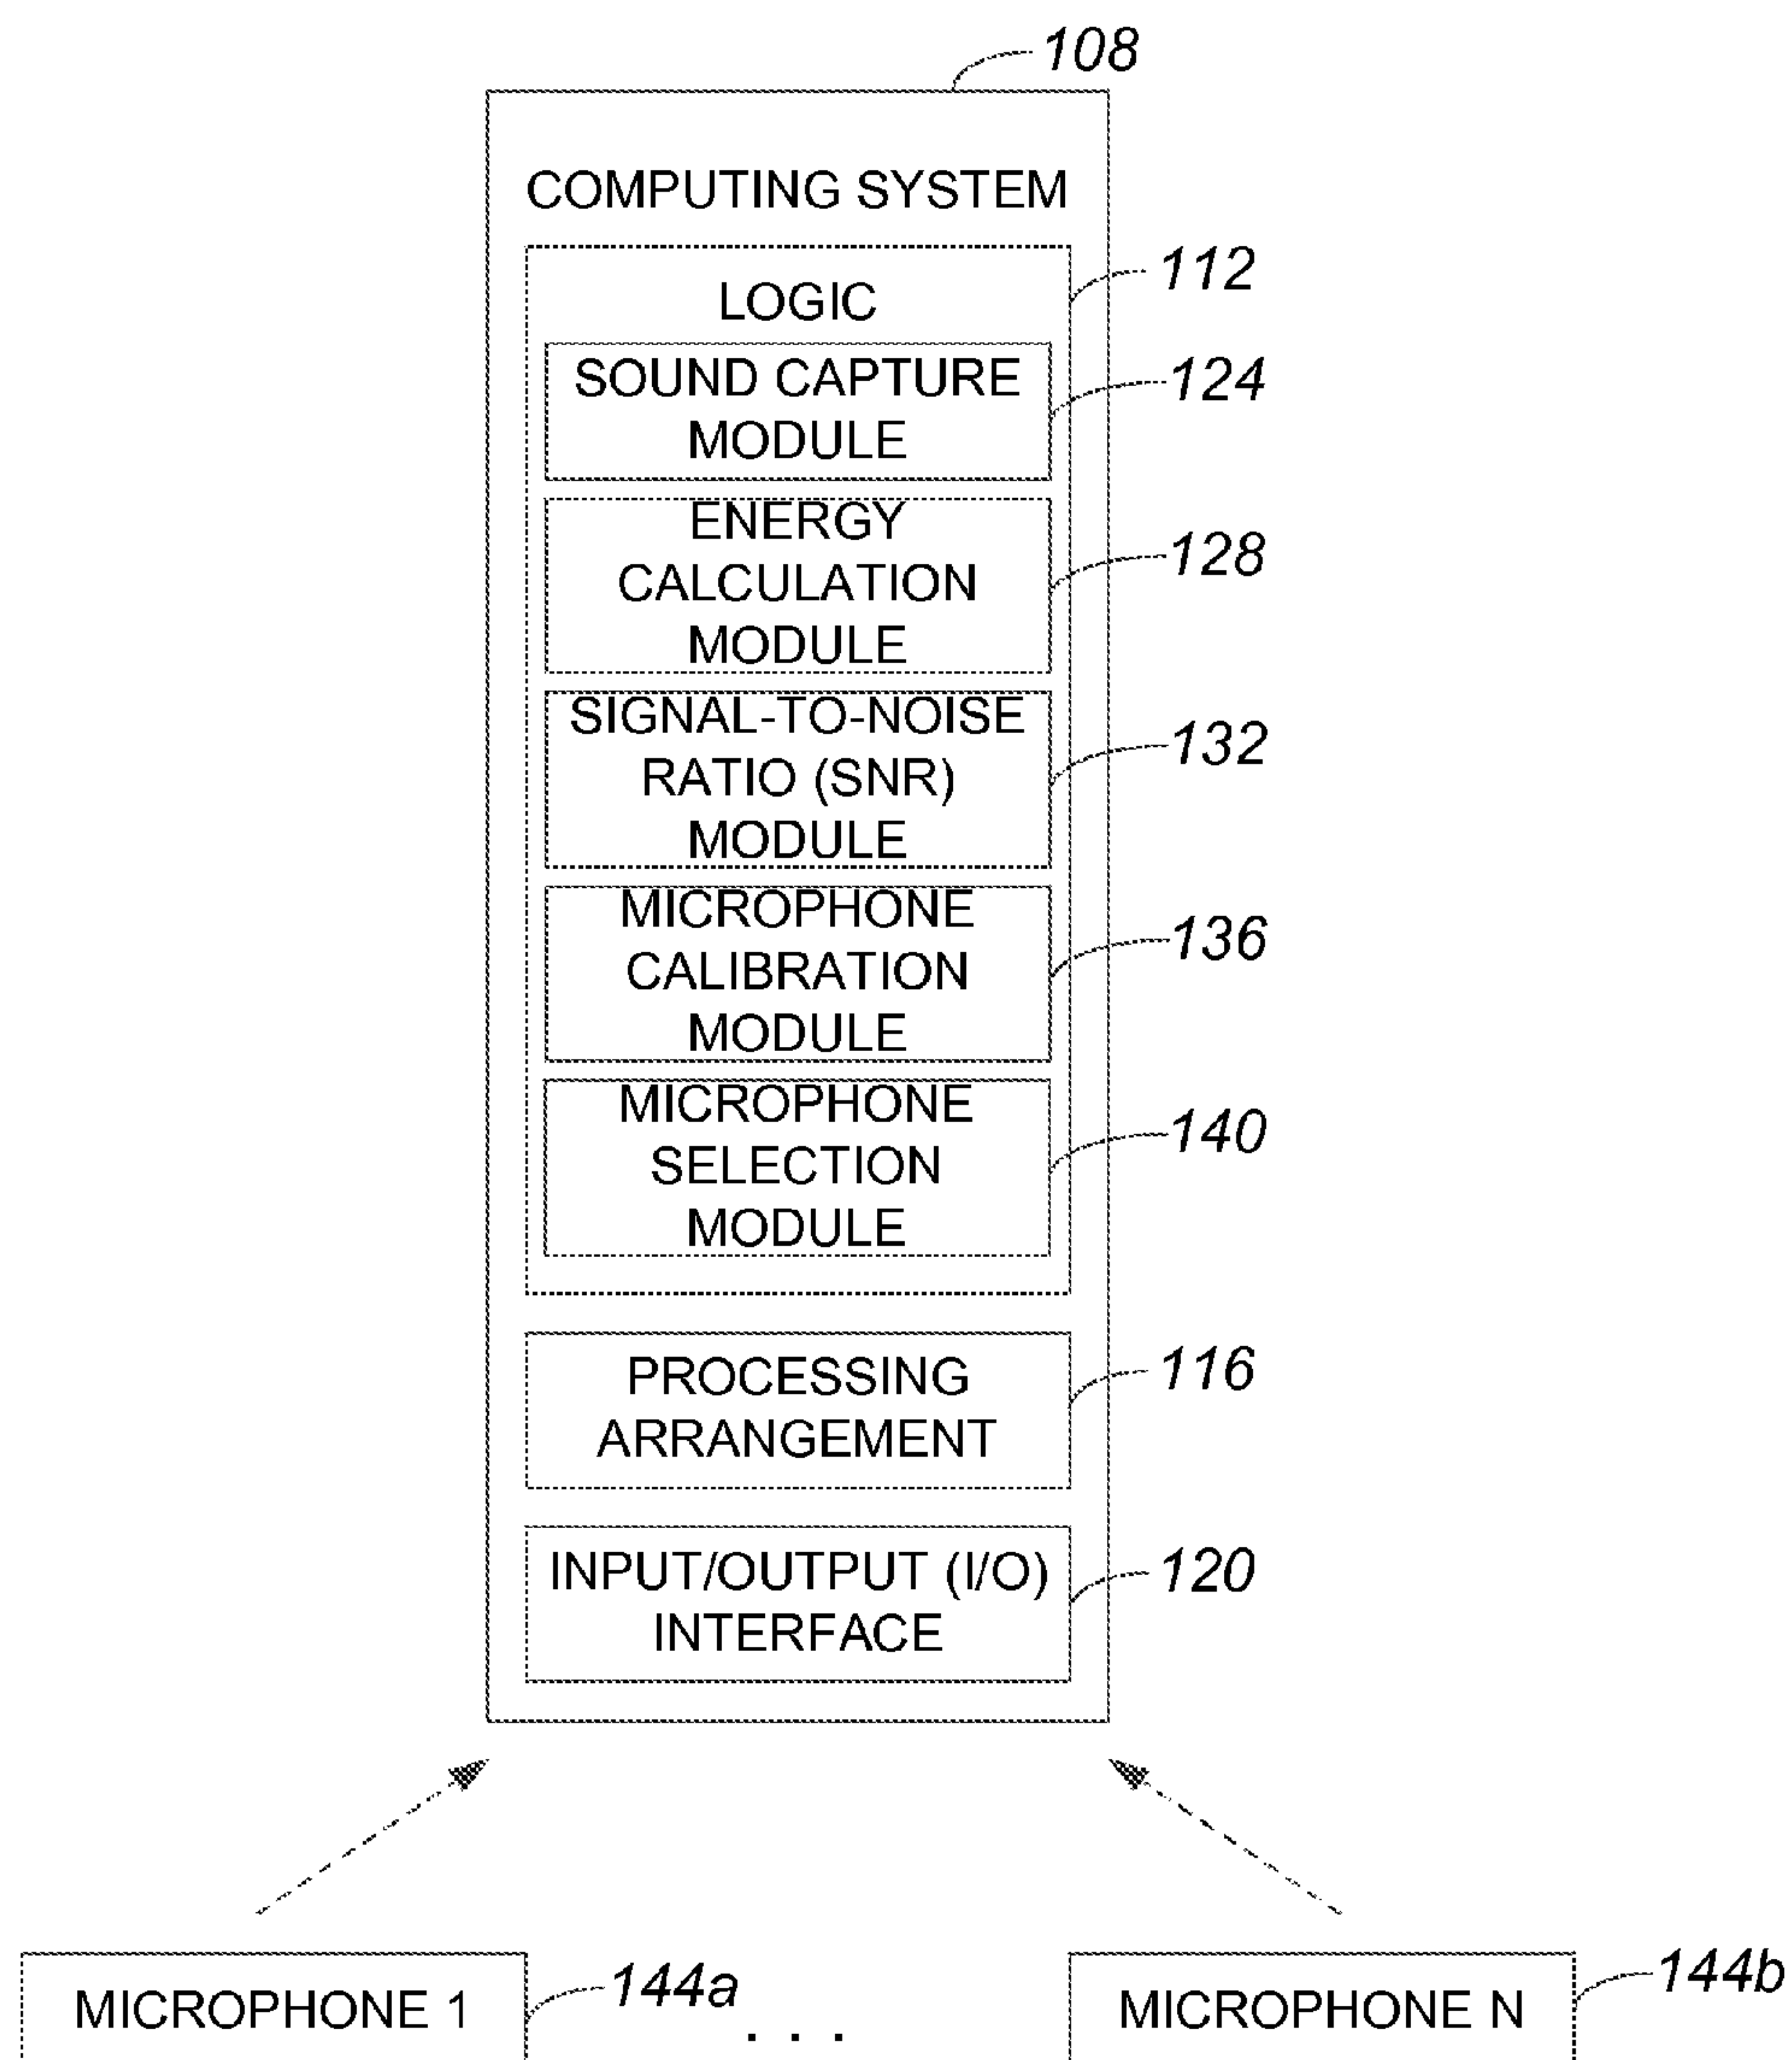 108
COMPUTING SYSTEM
112
LOGIC
SOUND CAPTURE
MODULE
124
ENERGY
CALCULATION
MODULE
128
SIGNAL-TO-NOISE
RATIO (SNR)
MODULE
132
MICROPHONE
CALIBRATION
MODULE
136
MICROPHONE
SELECTION
MODULE
140
PROCESSING
ARRANGEMENT
116
INPUT/OUTPUT (I/O)
INTERFACE
120
MICROPHONE 1
144a
. . .
MICROPHONE N
144b